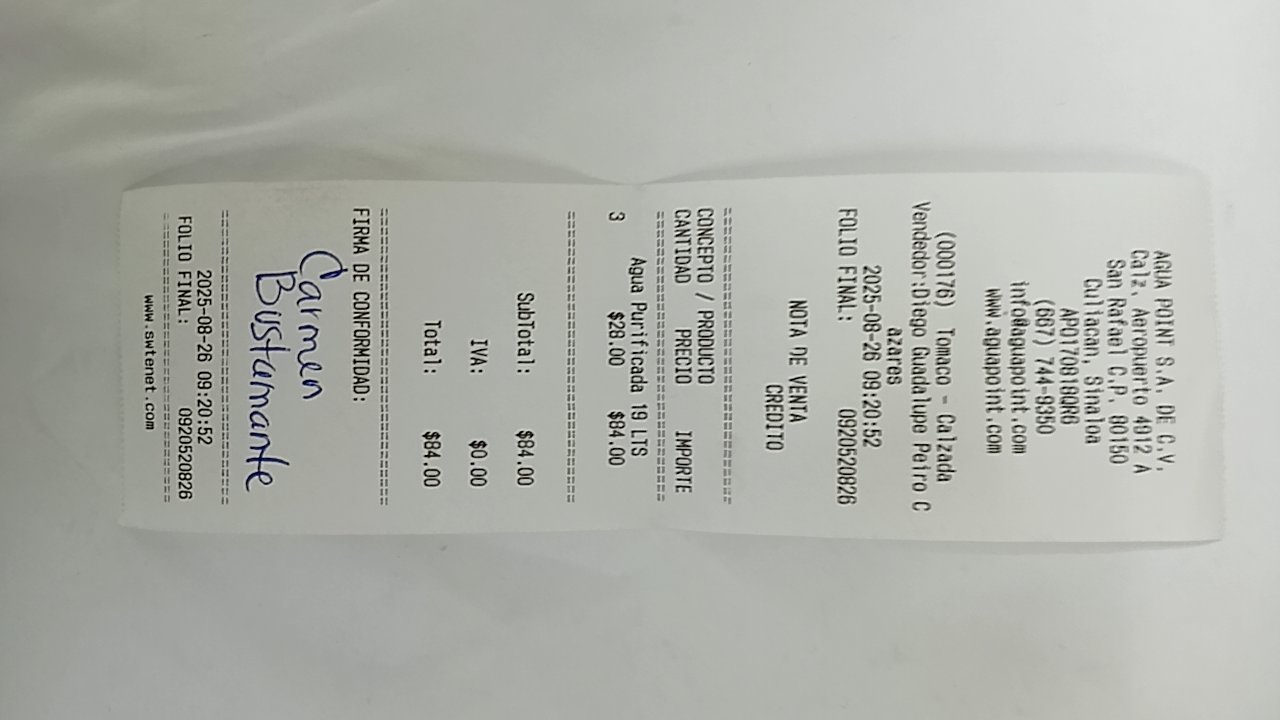 AGUA POINT S.A. DE C.V.
Calz. Aeropuerto 4912 A
San Rafael C.P. 80150
Culiacan, Sinaloa
APO170818QR6
(667) 744-9350
info@aguapoint.com
www.aguapoint.com
(000176) Tomaco - Calzada
Vendedor:Diego Guadalupe Peiro C
azares
2025-08-26 09:20:52
FOLIO FINAL: 0920520826
NOTA DE VENTA
CREDITO
================================
CONCEPTO / PRODUCTO
CANTIDAD PRECIO IMPORTE
================================
Agua Purificada 19 LTS
3 $28.00 $84.00
================================
SubTotal: $84.00
IVA: $0.00
Total: $84.00
================================
FIRMA DE CONFORMIDAD:
Carmen
Bustamante
================================
2025-08-26 09:20:52
FOLIO FINAL: 0920520826
================================
www.swtenet.com